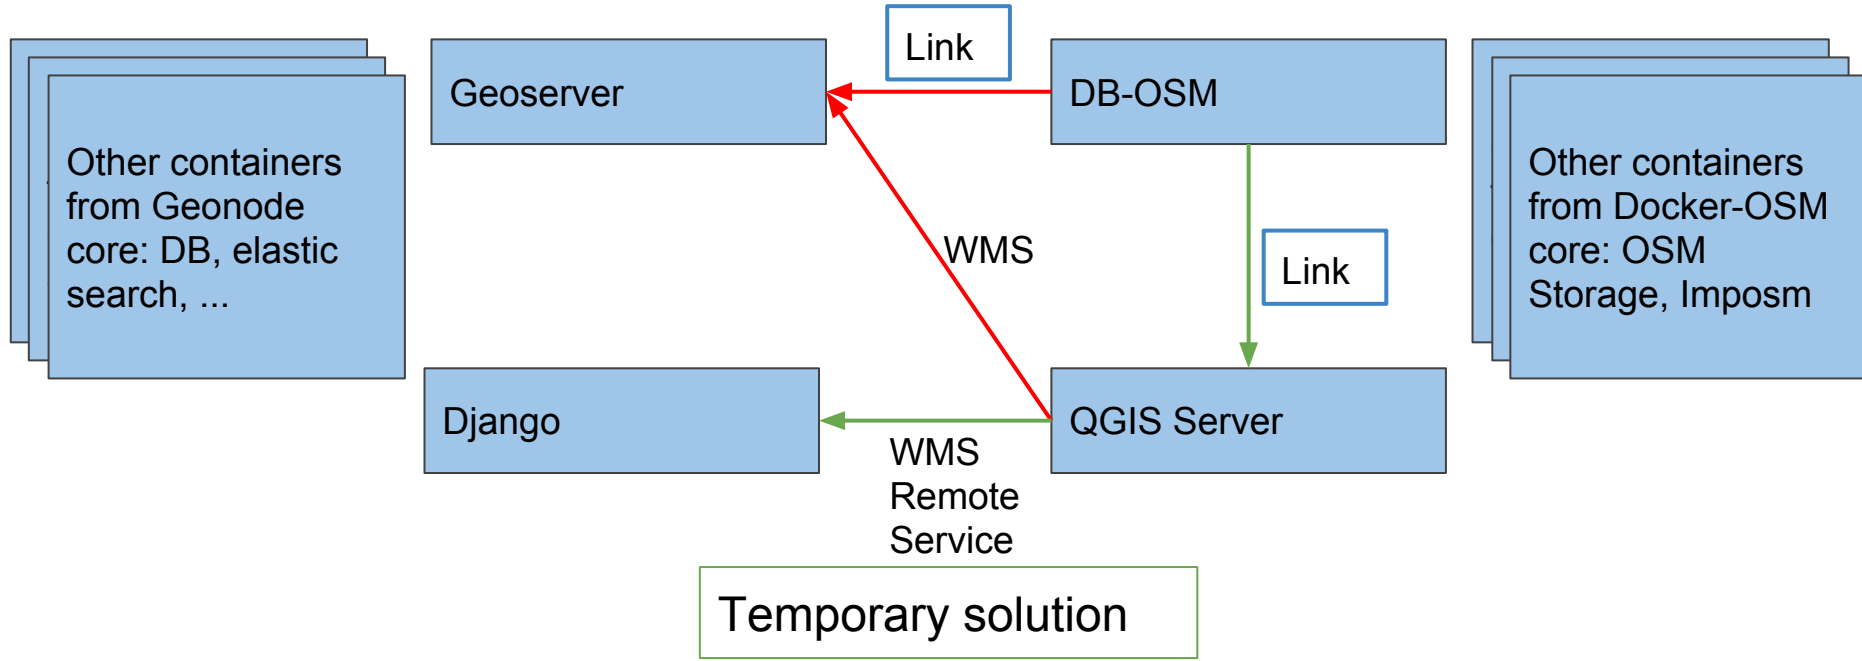 Link
Geoserver
DB-OSM
Other containers
from Geonode
core: DB, elastic
search, ...
Other containers
from Docker-OSM
core: OSM
Storage, Imposm
WMS
Link
Django
QGIS Server
WMS
Remote
Service
Temporary solution